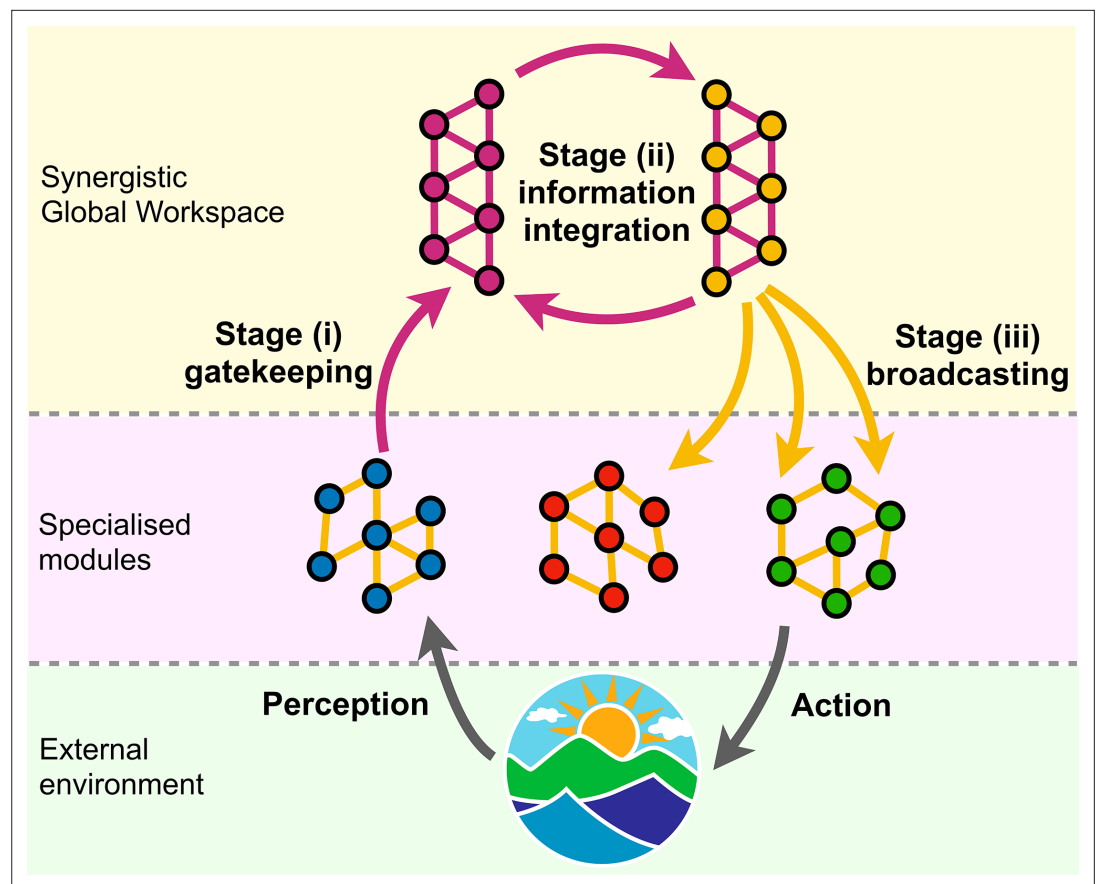 Synergistic
Global Workspace
Stage (ii)
information
integration
Stage (i)
gatekeeping
Stage (iii)
broadcasting
Specialised
modules
Perception
Action
External
environment